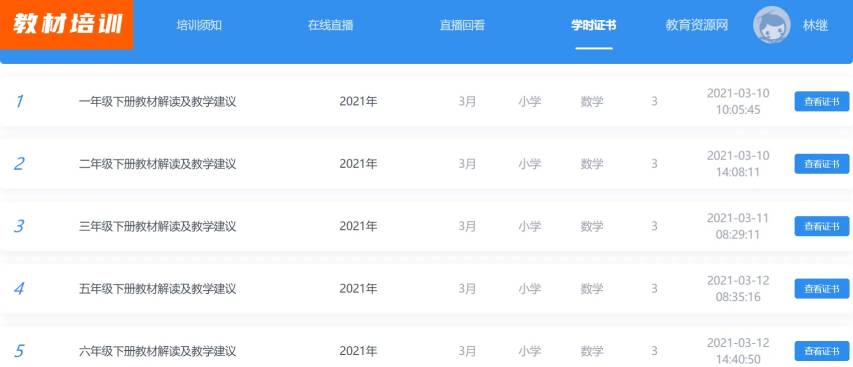 教材培训 培训须知 在线直播 直播回看 学时证书 教育资源网 林继
1 一年级下册教材解读及教学建议 2021年 3月 小学 数学 3 2021-03-10 10:05:45 查看证书
2 二年级下册教材解读及教学建议 2021年 3月 小学 数学 3 2021-03-10 14:08:11 查看证书
3 三年级下册教材解读及教学建议 2021年 3月 小学 数学 3 2021-03-11 08:29:11 查看证书
4 五年级下册教材解读及教学建议 2021年 3月 小学 数学 3 2021-03-12 08:35:16 查看证书
5 六年级下册教材解读及教学建议 2021年 3月 小学 数学 3 2021-03-12 14:40:50 查看证书